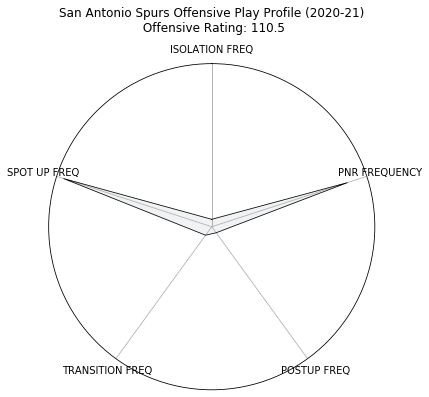 San Antonio Spurs Offensive Play Profile (2020-21)
Offensive Rating: 110.5
ISOLATION FREQ
SPOT UP FREQ
PNR FREQUENCY
TRANSITION FREQ
POSTUP FREQ